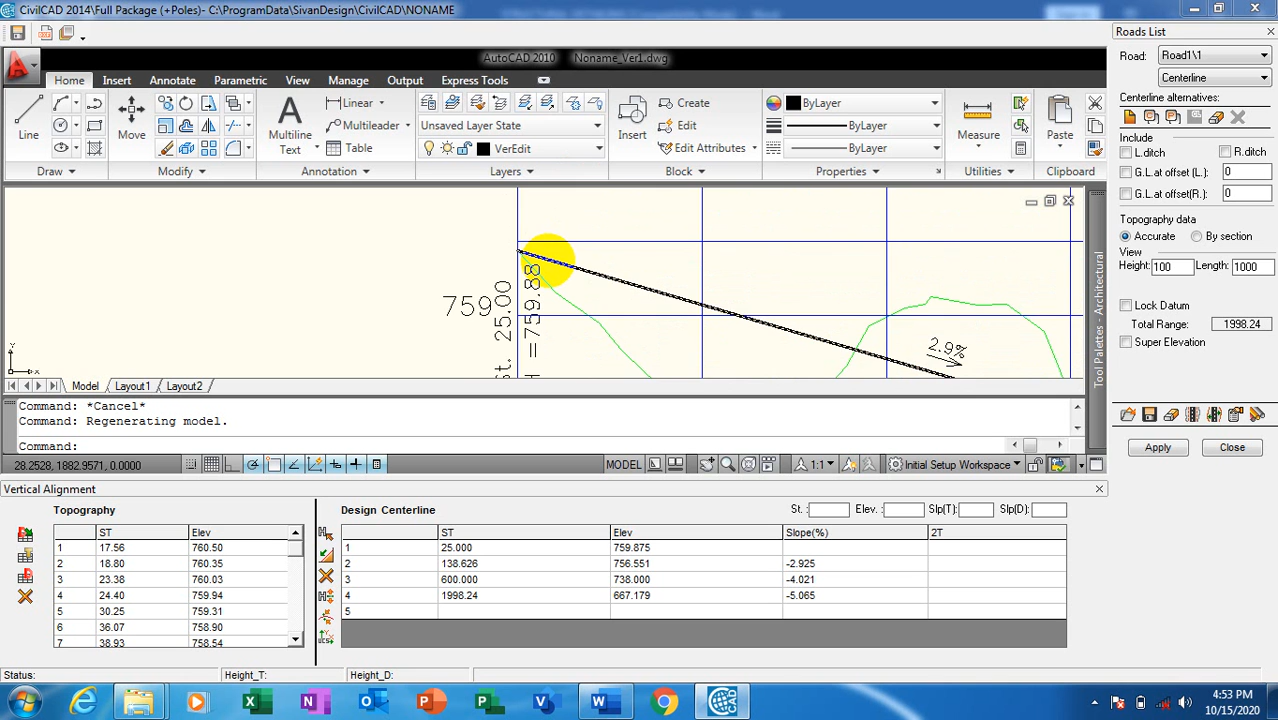 CivilCAD 2014\Full Package (+Poles)- C:\ProgramData\SiranDesign\CivilCAD\NONAME
AutoCAD 2010 Noname_Ver1.dwg
Home Insert Annotate Parametric View Manage Output Express Tools
Line
Move
Multiline
Text
Linear
Multileader
Table
Unsaved Layer State
VerEdit
Insert
Create
Edit
Edit Attributes
ByLayer
ByLayer
ByLayer
Measure
Paste
Draw Modify Annotation Layers Block Properties Utilities Clipboard
759
st. 25.00
H =759.88
2.9%
Tool Palettes - Architectural
Model Layout1 Layout2
Command: *Cancel*
Command: Regenerating model.
Command:
28.2528, 1882.9571, 0.0000
MODEL 1:1 Initial Setup Workspace
Roads List
Road: Road1\1
Centerline
Centerline alternatives:
Include
L.ditch R.ditch
G.L.at offset (L.) 0
G.L.at offset(R.) 0
Topography data
Accurate By section
View
Height: 100 Length: 1000
Lock Datum
Total Range: 1998.24
Super Elevation
Apply Close
Vertical Alignment
Topography
ST Elev
1 17.56 760.50
2 18.80 760.35
3 23.38 760.03
4 24.40 759.94
5 30.25 759.31
6 36.07 758.90
7 38.93 758.54
Design Centerline St. : Elev. : Slp(T): Slp(D):
ST Elev Slope(%) 2T
1 25.000 759.875
2 138.626 756.551 -2.925
3 600.000 738.000 -4.021
4 1998.24 667.179 -5.065
5
Status: Height_T: Height_D:
4:53 PM
10/15/2020